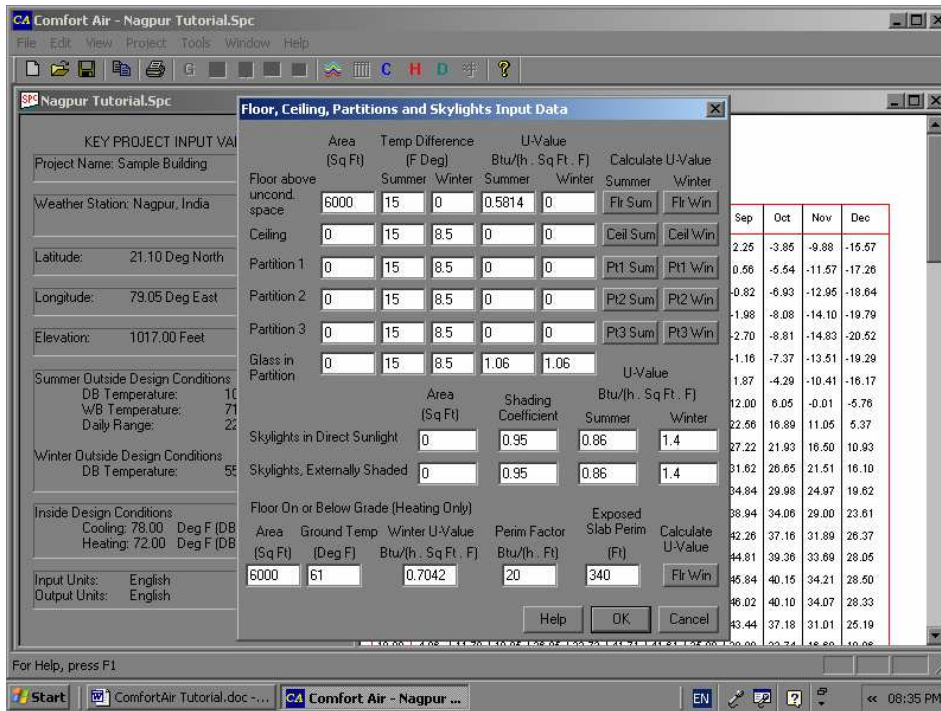 CA Comfort Air - Nagpur Tutorial.Spc
File Edit View Project Tools Window Help
G C H D
SPC Nagpur Tutorial.Spc
KEY PROJECT INPUT VAI
Project Name: Sample Building
Weather Station: Nagpur, India
Latitude: 21.10 Deg North
Longitude: 79.05 Deg East
Elevation: 1017.00 Feet
Summer Outside Design Conditions
DB Temperature: 10
WB Temperature: 71
Daily Range: 22
Winter Outside Design Conditions
DB Temperature: 55
Inside Design Conditions
Cooling: 78.00 Deg F (DB
Heating: 72.00 Deg F (DB
Input Units: English
Output Units: English
Floor, Ceiling, Partitions and Skylights Input Data
Area Temp Difference U-Value
(Sq Ft) (F Deg) Btu/(h . Sq Ft . F) Calculate U-Value
Summer Winter Summer Winter Summer Winter
Floor above uncond. space 6000 15 0 0.5814 0 Flr Sum Flr Win
Ceiling 0 15 8.5 0 0 Ceil Sum Ceil Win
Partition 1 0 15 8.5 0 0 Pt1 Sum Pt1 Win
Partition 2 0 15 8.5 0 0 Pt2 Sum Pt2 Win
Partition 3 0 15 8.5 0 0 Pt3 Sum Pt3 Win
Glass in Partition 0 15 8.5 1.06 1.06
U-Value
Area Shading Btu/(h . Sq Ft . F)
(Sq Ft) Coefficient Summer Winter
Skylights in Direct Sunlight 0 0.95 0.86 1.4
Skylights, Externally Shaded 0 0.95 0.86 1.4
Floor On or Below Grade (Heating Only) Exposed
Area Ground Temp Winter U-Value Perim Factor Slab Perim Calculate
(Sq Ft) (Deg F) Btu/(h . Sq Ft . F) Btu/(h . Ft) (Ft) U-Value
6000 61 0.7042 20 340 Flr Win
Help OK Cancel
Sep Oct Nov Dec
2.25 -3.85 -9.88 -15.57
0.56 -5.54 -11.57 -17.26
-0.82 -6.93 -12.95 -18.64
-1.98 -8.08 -14.10 -19.79
-2.70 -8.81 -14.83 -20.52
-1.16 -7.37 -13.51 -19.29
1.87 -4.29 -10.41 -16.17
12.00 6.05 -0.01 -5.76
22.56 16.89 11.05 5.37
27.22 21.93 16.50 10.93
31.62 26.65 21.51 16.10
34.84 29.98 24.97 19.62
38.94 34.06 29.00 23.61
42.26 37.16 31.89 26.37
44.81 39.36 33.69 28.05
45.84 40.15 34.21 28.50
46.02 40.10 34.07 28.33
43.44 37.18 31.01 25.19
For Help, press F1
Start ComfortAir Tutorial.doc -... CA Comfort Air - Nagpur ... EN « 08:35 PM